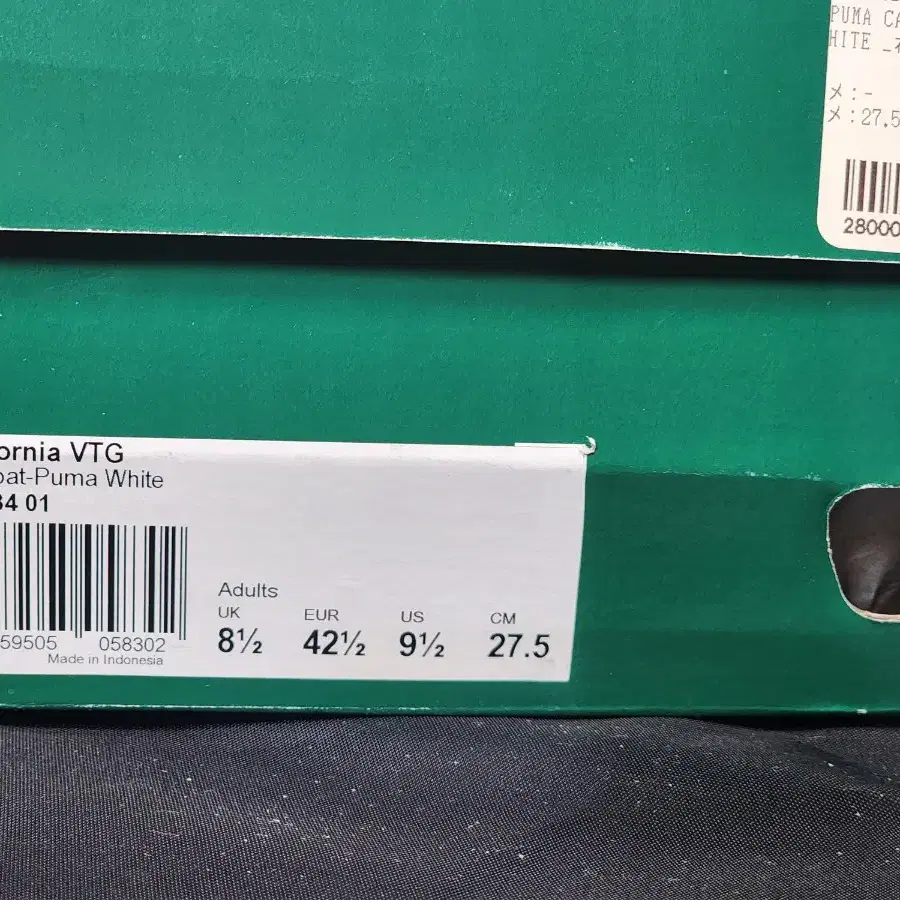 PUMA CA
HITE _
メ:-
メ:27.5
28000
ornia VTG
oat-Puma White
34 01
59505 058302
Made in Indonesia
Adults
UK EUR US CM
8½ 42½ 9½ 27.5